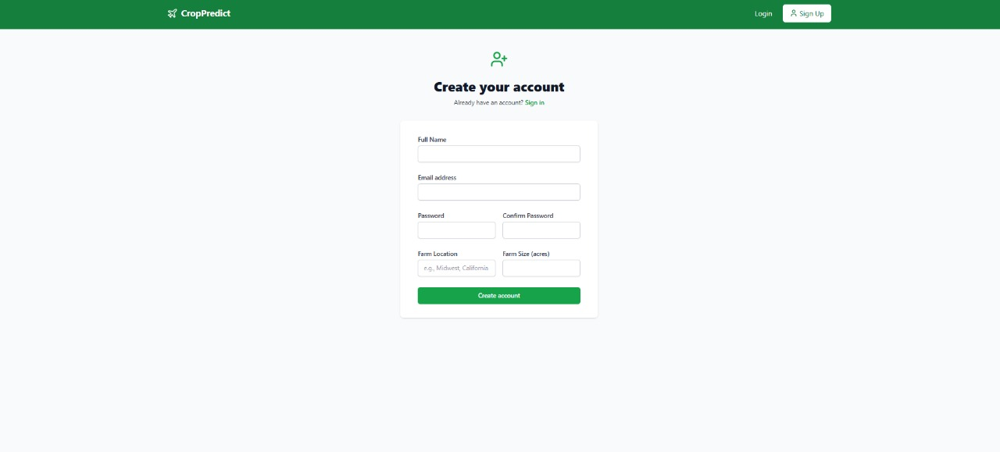 CropPredict
Login
Sign Up
Create your account
Already have an account? Sign in
Full Name
Email address
Password
Confirm Password
Farm Location
Farm Size (acres)
e.g., Midwest, California
Create account